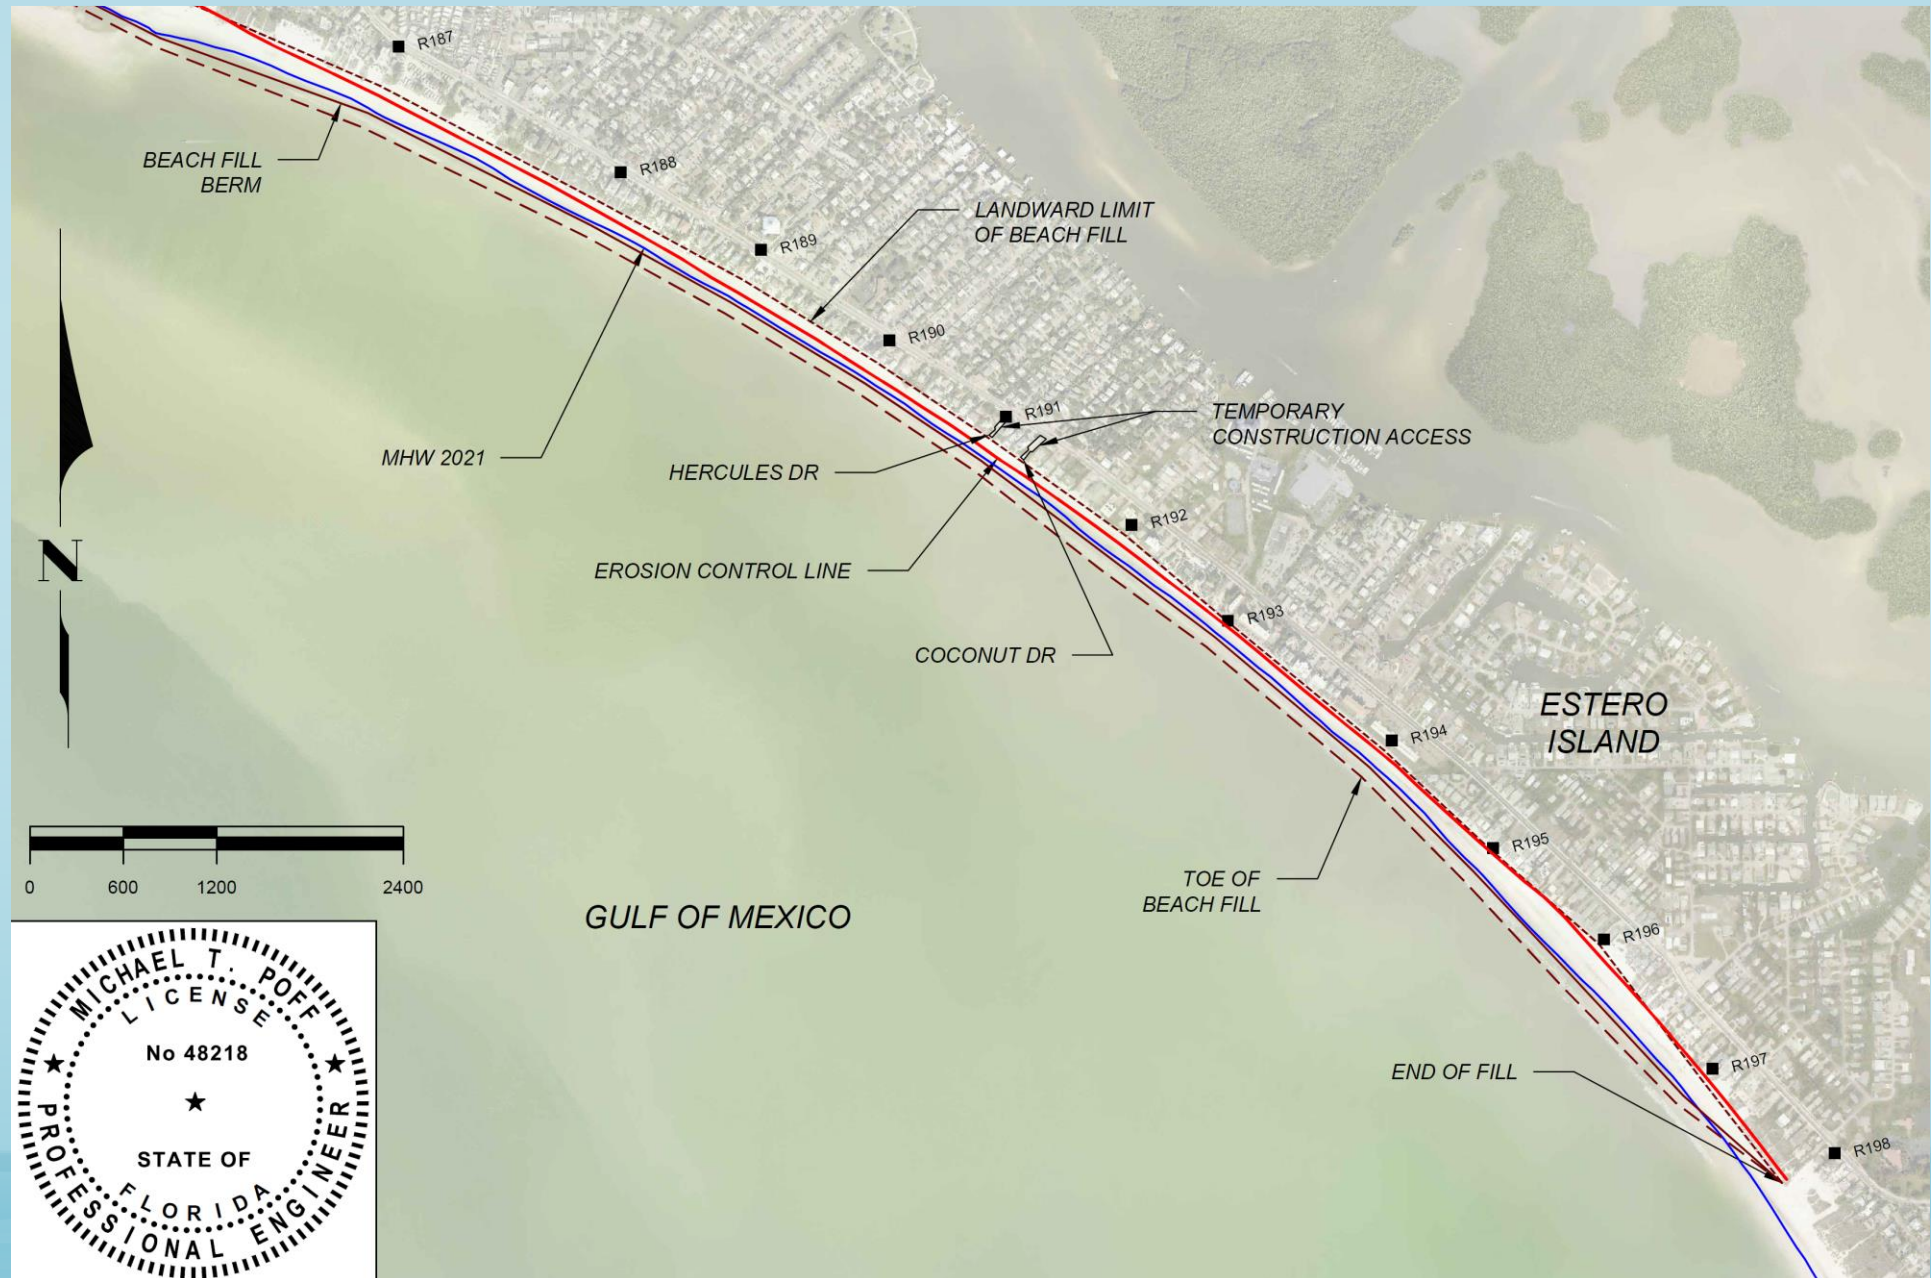 R187
BEACH FILL
BERM
R188
LANDWARD LIMIT
OF BEACH FILL
R189
R190
MHW 2021
HERCULES DR
R191
TEMPORARY
CONSTRUCTION ACCESS
R192
EROSION CONTROL LINE
COCONUT DR
R193
N
ESTERO
ISLAND
R194
0 600 1200 2400
TOE OF
BEACH FILL
R195
GULF OF MEXICO
R196
END OF FILL
R197
R198
MICHAEL T. POFF
LICENSE
No 48218
STATE OF
FLORIDA
PROFESSIONAL ENGINEER